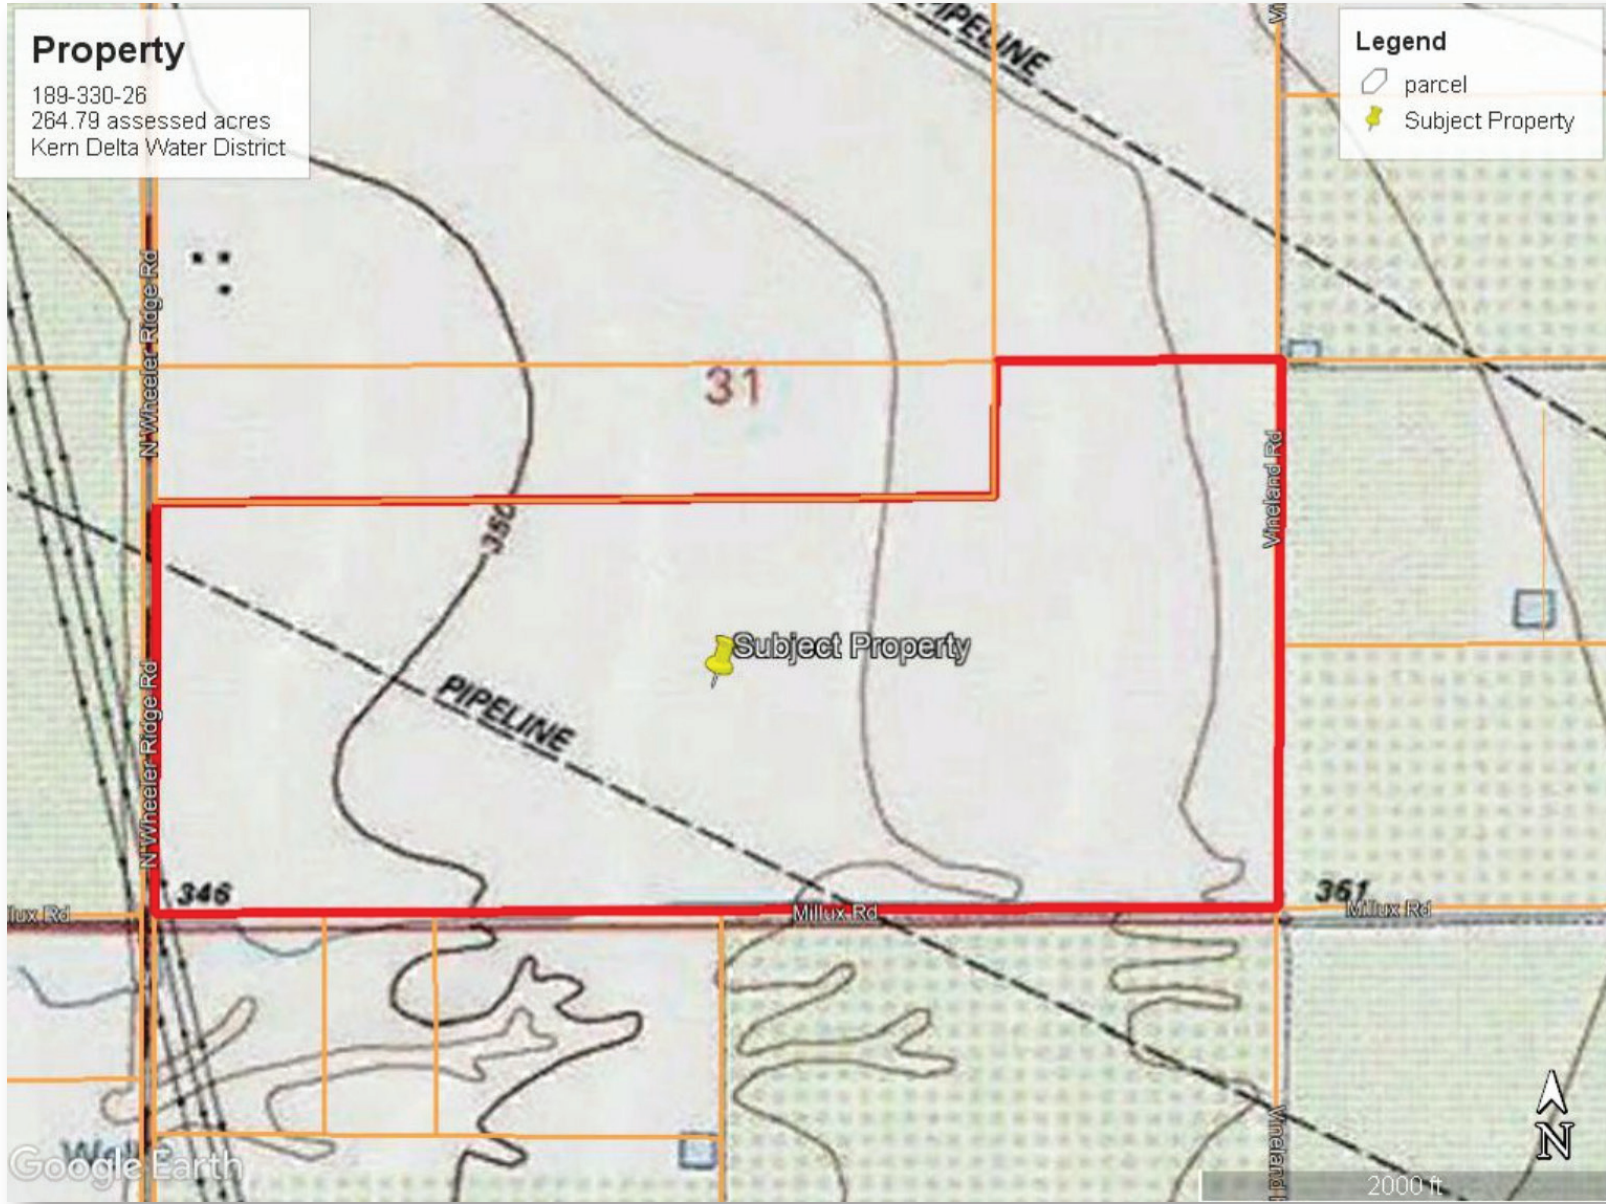 Property
189-330-26
264.79 assessed acres
Kern Delta Water District
Legend
parcel
Subject Property
PIPELINE
N Wheeler Ridge Rd
31
Vineland Rd
350
Subject Property
PIPELINE
N Wheeler Ridge Rd
346
361
lux Rd
Millux Rd
Millux Rd
Vineland
N
Google Earth
2000 ft